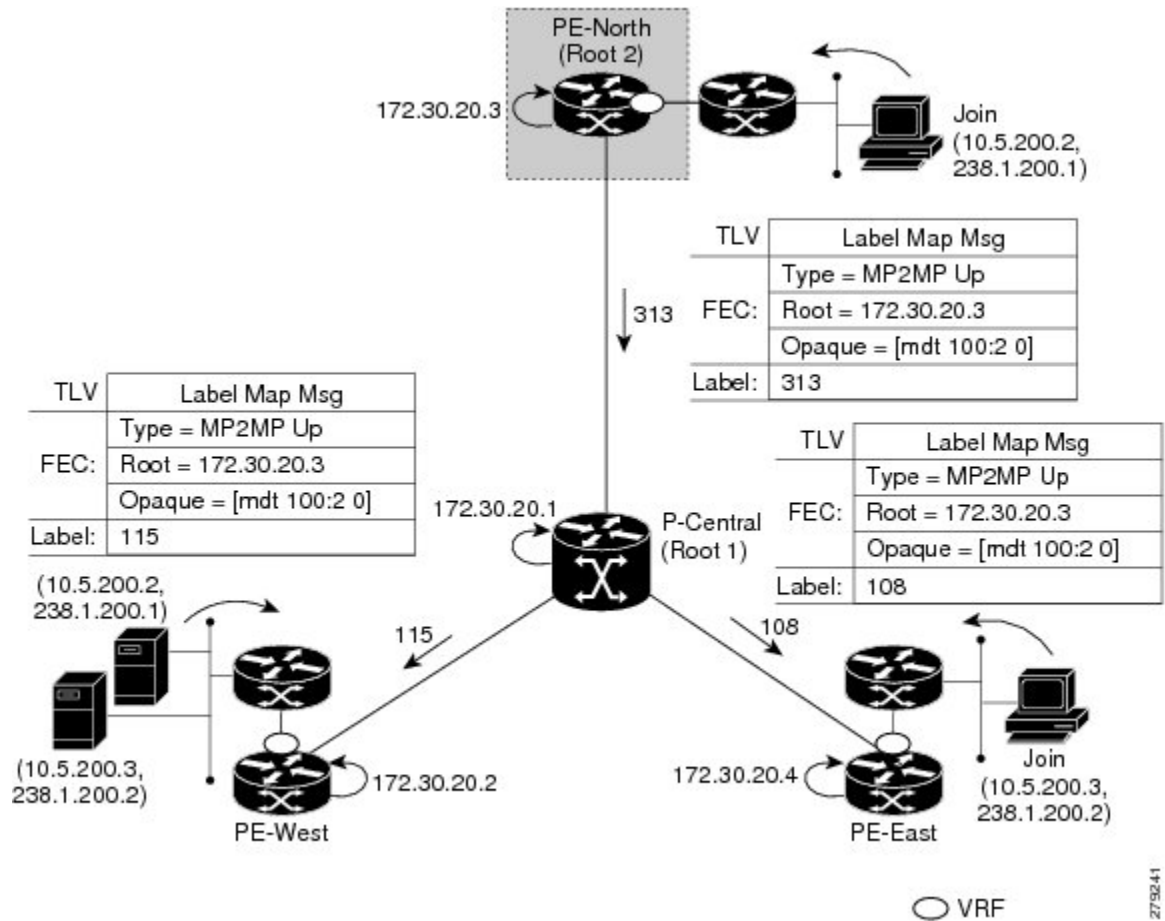 PE-North
(Root 2)
172.30.20.3
Join
(10.5.200.2,
238.1.200.1)
TLV
Label Map Msg
Type = MP2MP Up
FEC:
Root = 172.30.20.3
Opaque = [mdt 100:2 0]
Label:
313
313
TLV
Label Map Msg
Type = MP2MP Up
FEC:
Root = 172.30.20.3
Opaque = [mdt 100:2 0]
Label:
115
TLV
Label Map Msg
Type = MP2MP Up
FEC:
Root = 172.30.20.3
Opaque = [mdt 100:2 0]
Label:
108
172.30.20.1
P-Central
(Root 1)
(10.5.200.2,
238.1.200.1)
115
108
(10.5.200.3,
238.1.200.2)
172.30.20.2
PE-West
172.30.20.4
PE-East
Join
(10.5.200.3,
238.1.200.2)
VRF
279241